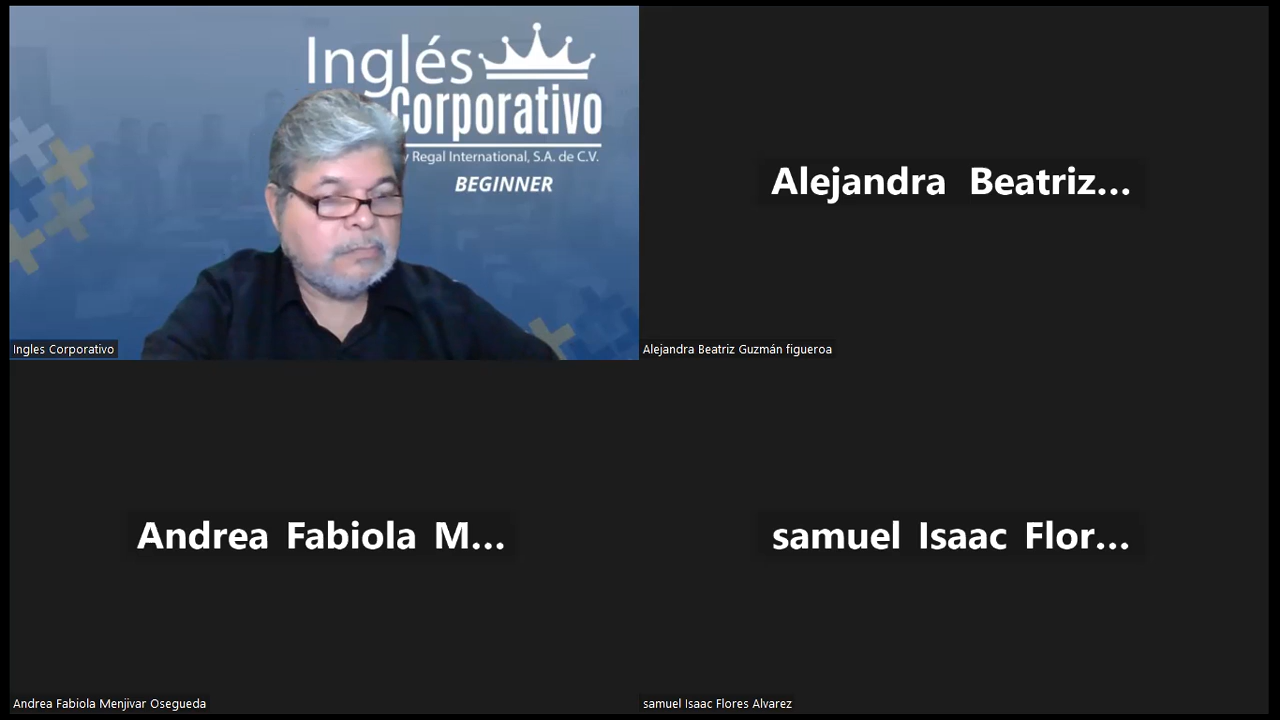 Inglés
Corporativo
y Regal International, S.A. de C.V.
BEGINNER
Ingles Corporativo
Alejandra Beatriz...
Alejandra Beatriz Guzmán figueroa
Andrea Fabiola M...
Andrea Fabiola Menjivar Osegueda
samuel Isaac Flor...
samuel Isaac Flores Alvarez